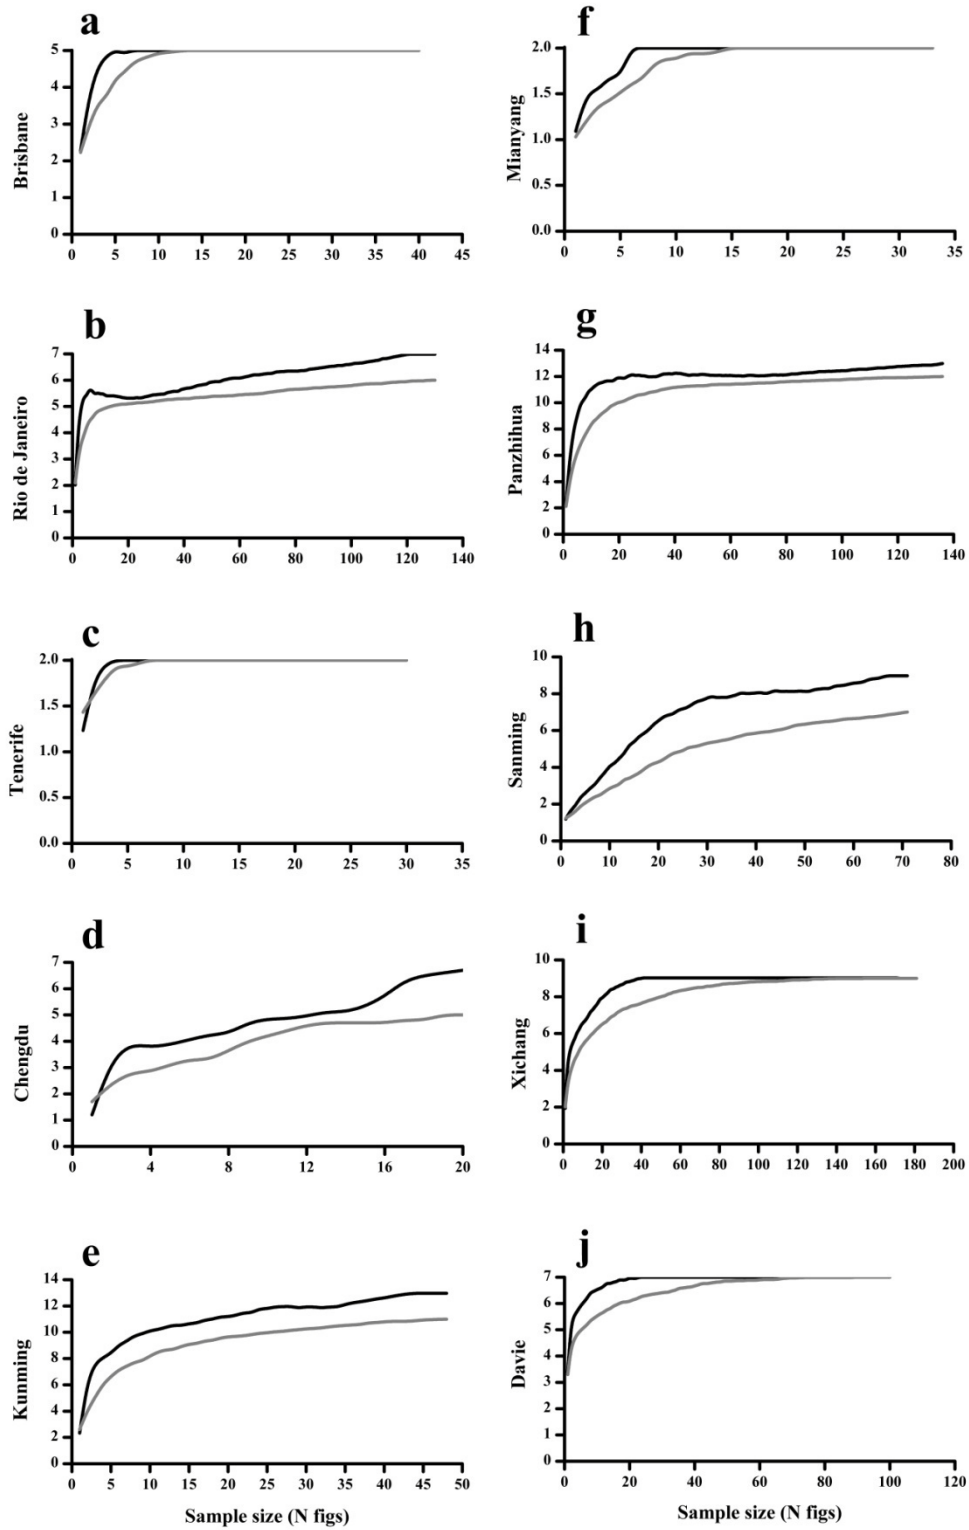 a
5
4
3
2
1
0
Brisbane
0 5 10 15 20 25 30 35 40 45
b
7
6
5
4
3
2
1
0
Rio de Janeiro
0 20 40 60 80 100 120 140
c
2.0
1.5
1.0
0.5
0.0
Tenerife
0 5 10 15 20 25 30 35
d
7
6
5
4
3
2
1
0
Chengdu
0 4 8 12 16 20
e
14
12
10
8
6
4
2
0
Kunming
0 5 10 15 20 25 30 35 40 45 50
Sample size (N figs)
f
2.0
1.5
1.0
0.5
0.0
Mianyang
0 5 10 15 20 25 30 35
g
14
12
10
8
6
4
2
0
Panzhihua
0 20 40 60 80 100 120 140
h
10
8
6
4
2
0
Sanming
0 10 20 30 40 50 60 70 80
i
10
8
6
4
2
0
Xichang
0 20 40 60 80 100 120 140 160 180 200
j
7
6
5
4
3
2
1
0
Davie
0 20 40 60 80 100 120
Sample size (N figs)